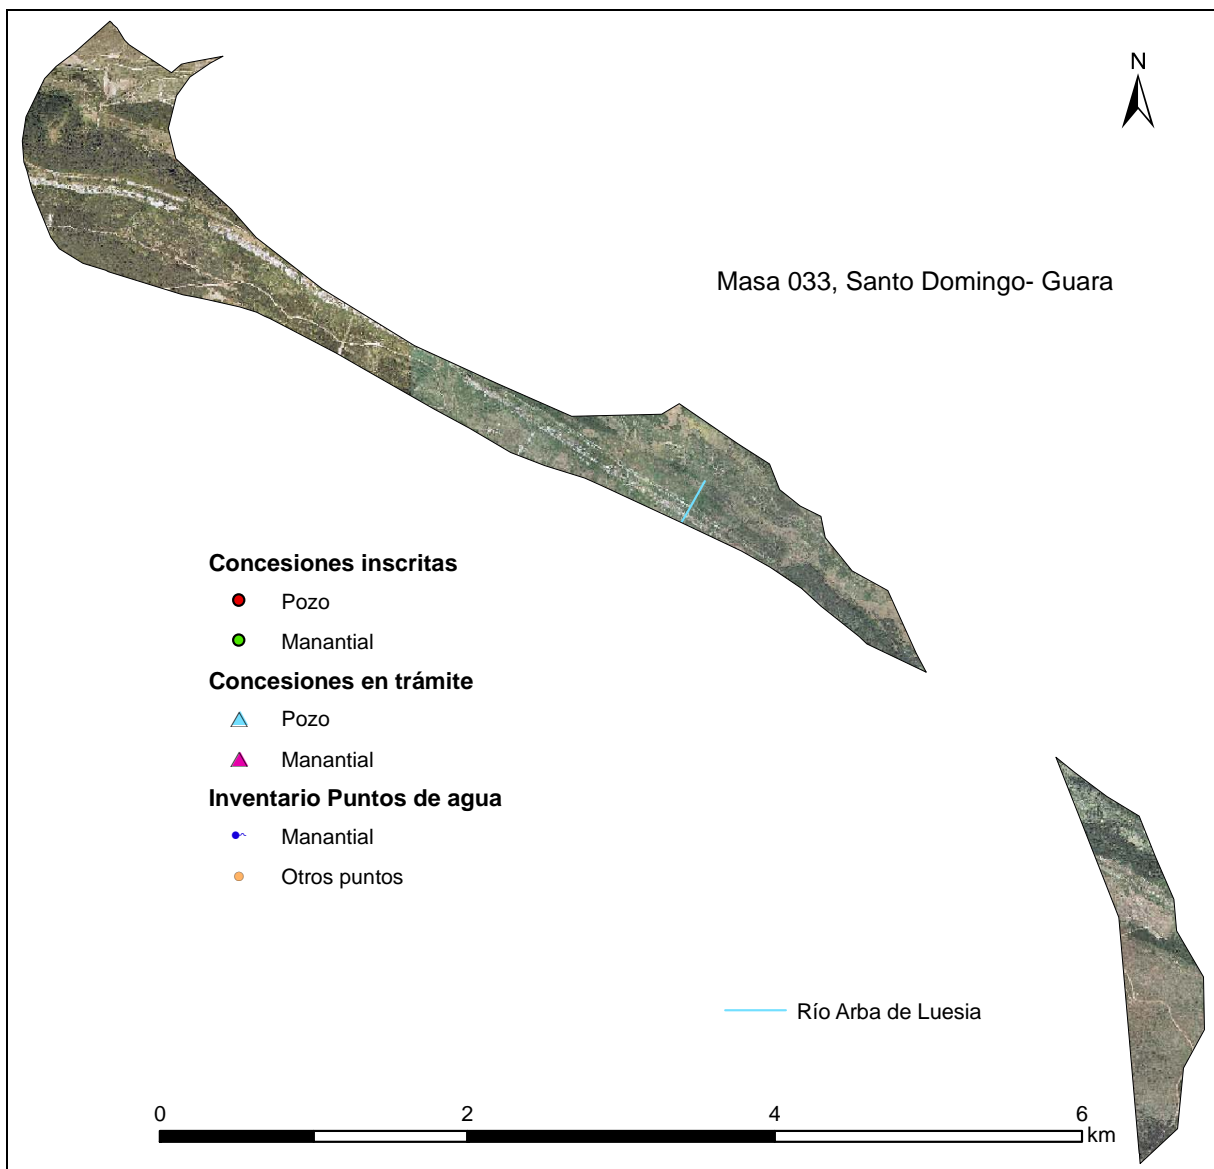 N
Masa 033, Santo Domingo- Guara
Concesiones inscritas
Pozo
Manantial
Concesiones en trámite
Pozo
Manantial
Inventario Puntos de agua
Manantial
Otros puntos
Río Arba de Luesia
0 2 4 6
km